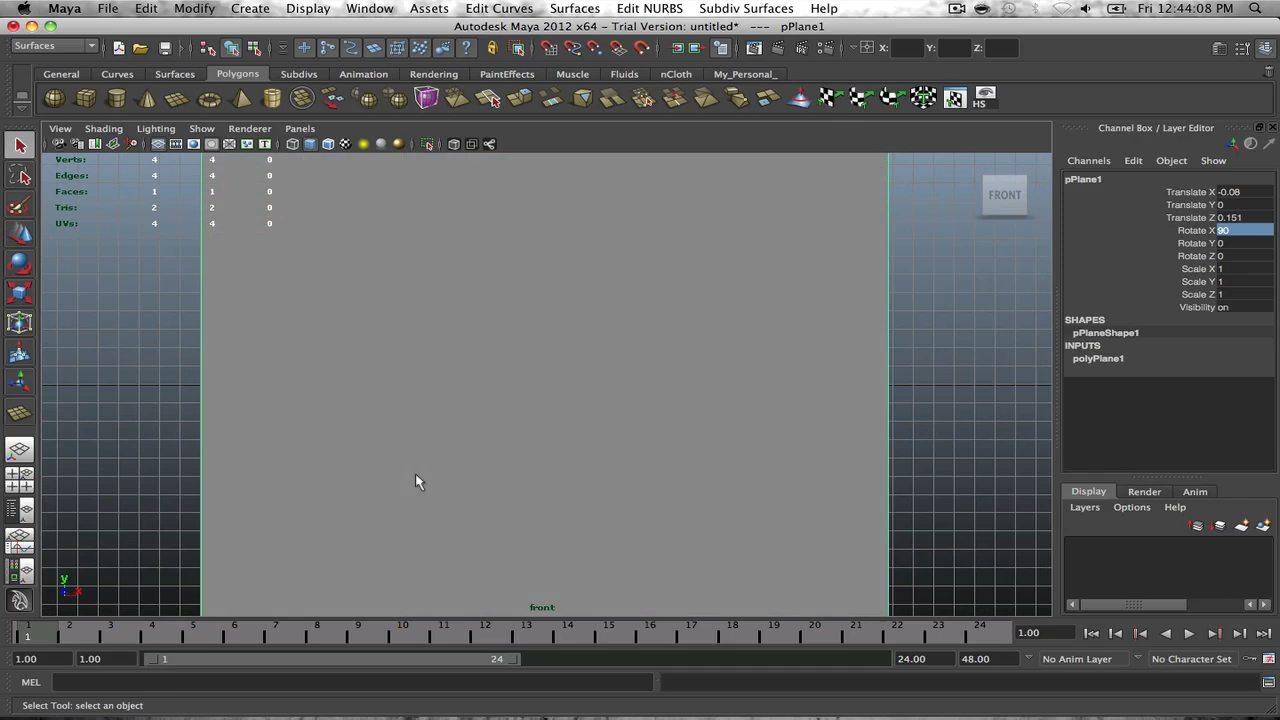 Maya File Edit Modify Create Display Window Assets Edit Curves Surfaces Edit NURBS Subdiv Surfaces Help Fri 12:44:08 am
Autodesk Maya 2012 x64 - Trial Version: untitled* --- pPlane1
Surfaces X: Y: Z:
General Curves Surfaces Polygons Subdivs Animation Rendering PaintEffects Muscle Fluids nCloth My_Personal_
HS
View Shading Lighting Show Renderer Panels
Channel Box / Layer Editor
Channels Edit Object Show
Verts: 4 4 0
Edges: 4 4 0
Faces: 1 1 0
Tris: 2 2 0
UVs: 4 4 0
FRONT
pPlane1
Translate X -0.08
Translate Y 0
Translate Z 0.151
Rotate X 90
Rotate Y 0
Rotate Z 0
Scale X 1
Scale Y 1
Scale Z 1
Visibility on
SHAPES
pPlaneShape1
INPUTS
polyPlane1
Display Render Anim
Layers Options Help
y
x
front
1 2 3 4 5 6 7 8 9 10 11 12 13 14 15 16 17 18 19 20 21 22 23 24
1 1.00
1.00 1.00 1 24 24.00 48.00 No Anim Layer No Character Set
MEL
Select Tool: select an object